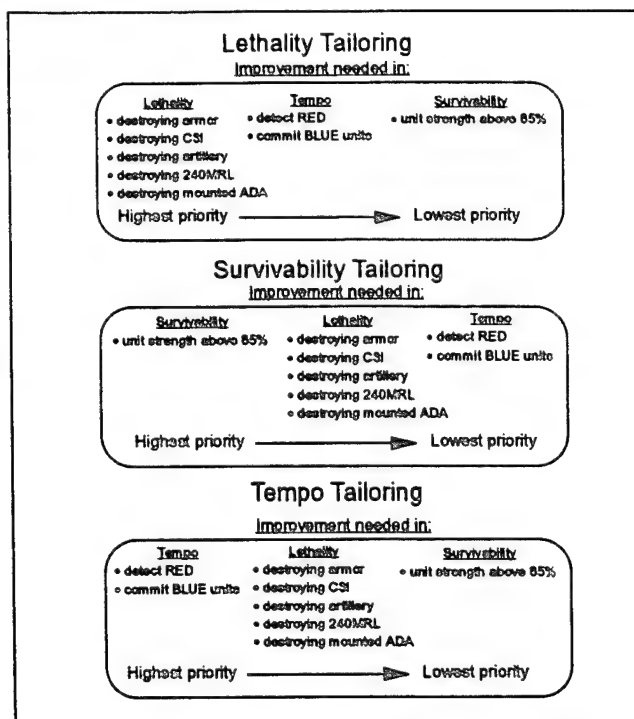 Lethality Tailoring
Improvement needed in:
Lethality
• destroying armor
• destroying CSI
• destroying artillery
• destroying 240MRL
• destroying mounted ADA
Tempo
• detect RED
• commit BLUE units
Survivability
• unit strength above 85%
Highest priority
Lowest priority
Survivability Tailoring
Improvement needed in:
Survivability
• unit strength above 85%
Lethality
• destroying armor
• destroying CSI
• destroying artillery
• destroying 240MRL
• destroying mounted ADA
Tempo
• detect RED
• commit BLUE units
Highest priority
Lowest priority
Tempo Tailoring
Improvement needed in:
Tempo
• detect RED
• commit BLUE units
Lethality
• destroying armor
• destroying CSI
• destroying artillery
• destroying 240MRL
• destroying mounted ADA
Survivability
• unit strength above 85%
Highest priority
Lowest priority